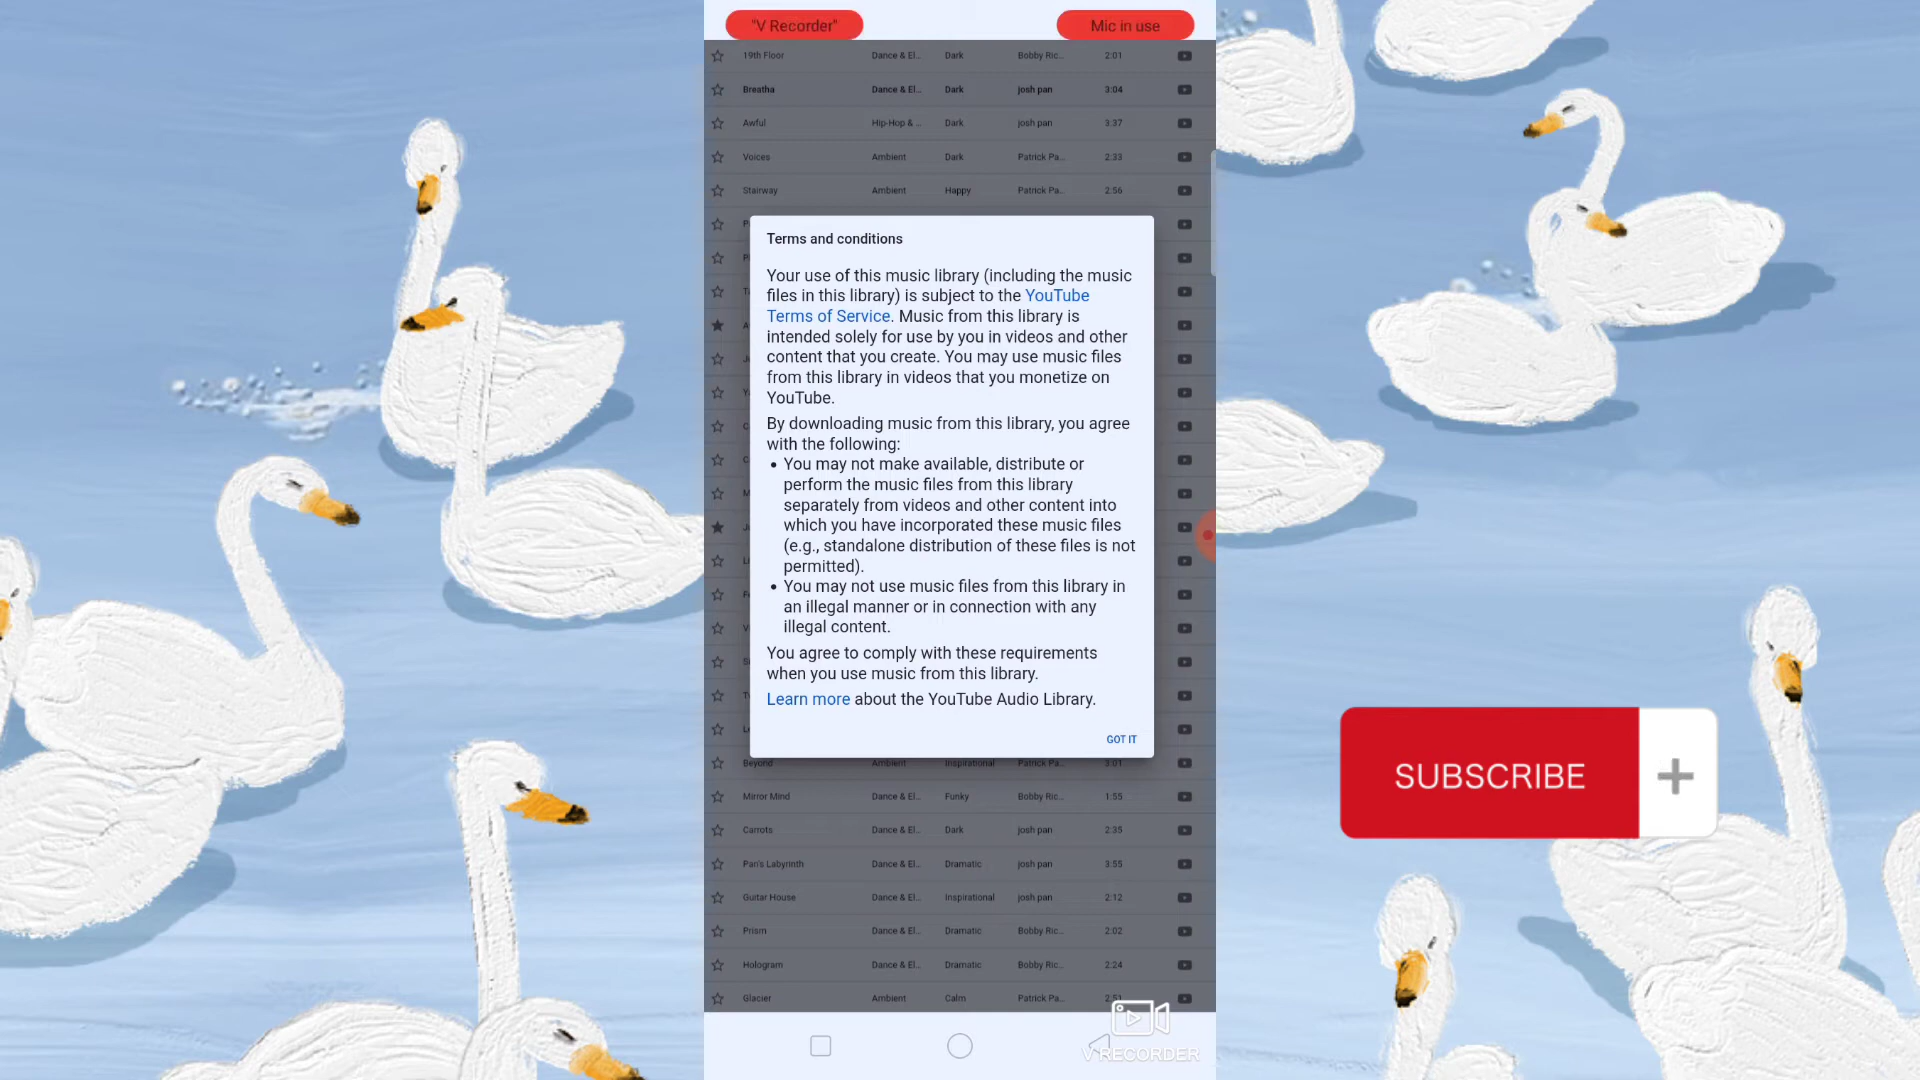 "V Recorder" Mic in use
19th Floor Dance & El... Dark Bobby Ric... 2:01
Breatha Dance & El... Dark josh pan 3:04
Awful Hip-Hop & ... Dark josh pan 3:37
Voices Ambient Dark Patrick Pa... 2:33
Stairway Ambient Happy Patrick Pa... 2:56
Terms and conditions
Your use of this music library (including the music
files in this library) is subject to the YouTube
Terms of Service. Music from this library is
intended solely for use by you in videos and other
content that you create. You may use music files
from this library in videos that you monetize on
YouTube.
By downloading music from this library, you agree
with the following:
• You may not make available, distribute or
perform the music files from this library
separately from videos and other content into
which you have incorporated these music files
(e.g., standalone distribution of these files is not
permitted).
• You may not use music files from this library in
an illegal manner or in connection with any
illegal content.
You agree to comply with these requirements
when you use music from this library.
Learn more about the YouTube Audio Library.
GOT IT
Beyond Ambient Inspirational Patrick Pa... 3:01
Mirror Mind Dance & El... Funky Bobby Ric... 1:55
Carrots Dance & El... Dark josh pan 2:35
Pan's Labyrinth Dance & El... Dramatic josh pan 3:55
Guitar House Dance & El... Inspirational josh pan 2:12
Prism Dance & El... Dramatic Bobby Ric... 2:02
Hologram Dance & El... Dramatic Bobby Ric... 2:24
Glacier Ambient Calm Patrick Pa...
V RECORDER
SUBSCRIBE